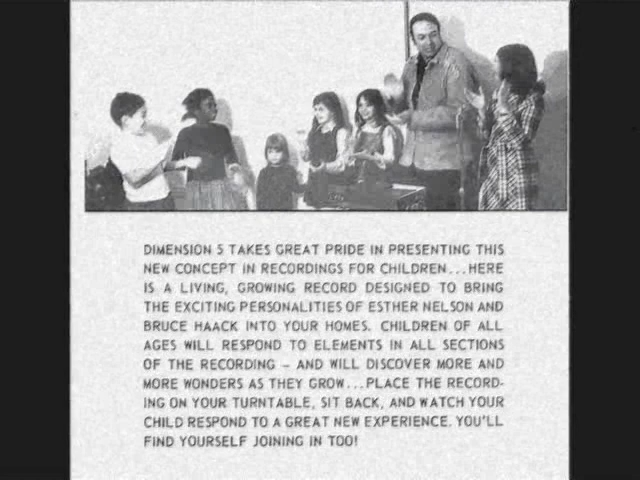 DIMENSION 5 TAKES GREAT PRIDE IN PRESENTING THIS
NEW CONCEPT IN RECORDINGS FOR CHILDREN...HERE
IS A LIVING, GROWING RECORD DESIGNED TO BRING
THE EXCITING PERSONALITIES OF ESTHER NELSON AND
BRUCE HAACK INTO YOUR HOMES. CHILDREN OF ALL
AGES WILL RESPOND TO ELEMENTS IN ALL SECTIONS
OF THE RECORDING – AND WILL DISCOVER MORE AND
MORE WONDERS AS THEY GROW...PLACE THE RECORD-
ING ON YOUR TURNTABLE, SIT BACK, AND WATCH YOUR
CHILD RESPOND TO A GREAT NEW EXPERIENCE. YOU'LL
FIND YOURSELF JOINING IN TOO!